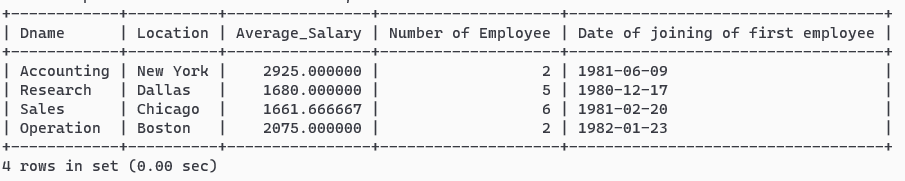 +------------+----------+----------------+--------------------+-----------------------------------+
| Dname      | Location | Average_Salary | Number of Employee | Date of joining of first employee |
+------------+----------+----------------+--------------------+-----------------------------------+
| Accounting | New York |    2925.000000 |                  2 | 1981-06-09                        |
| Research   | Dallas   |    1680.000000 |                  5 | 1980-12-17                        |
| Sales      | Chicago  |    1661.666667 |                  6 | 1981-02-20                        |
| Operation  | Boston   |    2075.000000 |                  2 | 1982-01-23                        |
+------------+----------+----------------+--------------------+-----------------------------------+
4 rows in set (0.00 sec)